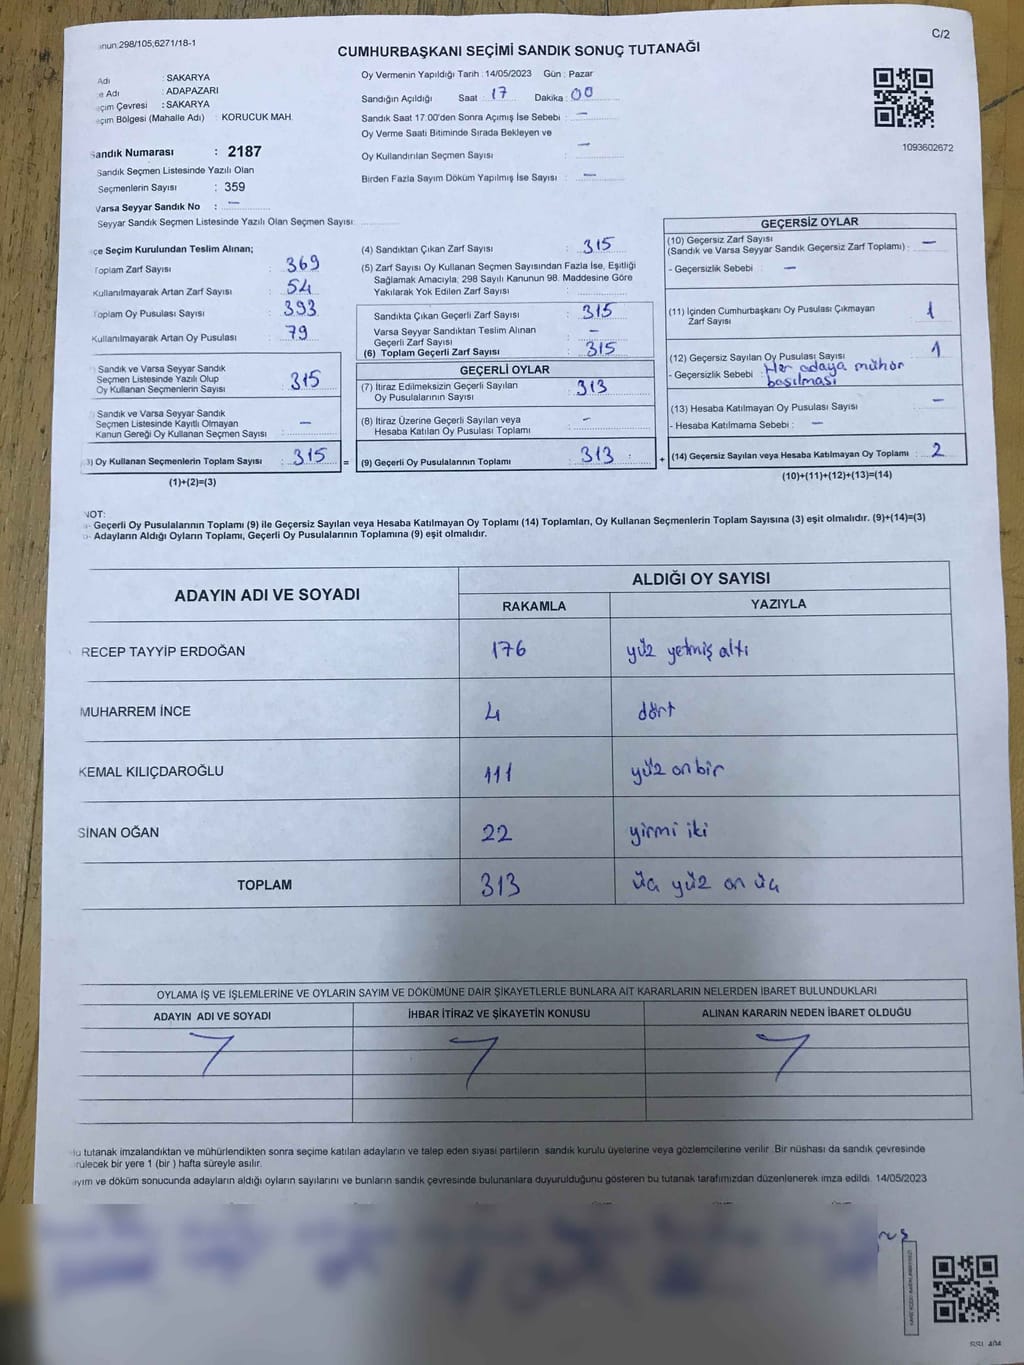 nun:298/105;6271/18-1
C/2
CUMHURBAŞKANI SEÇİMİ SANDIK SONUÇ TUTANAĞI
Adı : SAKARYA
e Adı : ADAPAZARI
çim Çevresi : SAKARYA
çim Bölgesi (Mahalle Adı) : KORUCUK MAH.
Sandık Numarası : 2187
Sandık Seçmen Listesinde Yazılı Olan
Seçmenlerin Sayısı : 359
Varsa Seyyar Sandık No : —
Seyyar Sandık Seçmen Listesinde Yazılı Olan Seçmen Sayısı:
Oy Vermenin Yapıldığı Tarih : 14/05/2023 Gün : Pazar
Sandığın Açıldığı Saat : 17 Dakika : 00
Sandık Saat 17.00'den Sonra Açımış İse Sebebi : —
Oy Verme Saati Bitiminde Sırada Bekleyen ve
Oy Kullandırılan Seçmen Sayısı : —
Birden Fazla Sayım Döküm Yapılmış İse Sayısı : —
1093602672
çe Seçim Kurulundan Teslim Alınan;
Toplam Zarf Sayısı : 369
Kullanılmayarak Artan Zarf Sayısı : 54
Toplam Oy Pusulası Sayısı : 393
Kullanılmayarak Artan Oy Pusulası : 79
Sandık ve Varsa Seyyar Sandık
Seçmen Listesinde Yazılı Olup
Oy Kullanan Seçmenlerin Sayısı : 315
Sandık ve Varsa Seyyar Sandık
Seçmen Listesinde Kayıtlı Olmayan
Kanun Gereği Oy Kullanan Seçmen Sayısı : —
3) Oy Kullanan Seçmenlerin Toplam Sayısı : 315 =
(1)+(2)=(3)
(4) Sandıktan Çıkan Zarf Sayısı : 315
(5) Zarf Sayısı Oy Kullanan Seçmen Sayısından Fazla İse, Eşitliği
Sağlamak Amacıyla; 298 Sayılı Kanunun 98. Maddesine Göre
Yakılarak Yok Edilen Zarf Sayısı :
Sandıkta Çıkan Geçerli Zarf Sayısı : 315
Varsa Seyyar Sandıktan Teslim Alınan
Geçerli Zarf Sayısı : —
(6) Toplam Geçerli Zarf Sayısı : 315
GEÇERLİ OYLAR
(7) İtiraz Edilmeksizin Geçerli Sayılan
Oy Pusulalarının Sayısı : 313
(8) İtiraz Üzerine Geçerli Sayılan veya
Hesaba Katılan Oy Pusulası Toplamı : —
(9) Geçerli Oy Pusulalarının Toplamı : 313 +
GEÇERSİZ OYLAR
(10) Geçersiz Zarf Sayısı
(Sandık ve Varsa Seyyar Sandık Geçersiz Zarf Toplamı) : —
- Geçersizlik Sebebi : —
(11) İçinden Cumhurbaşkanı Oy Pusulası Çıkmayan
Zarf Sayısı : 1
(12) Geçersiz Sayılan Oy Pusulası Sayısı : 1
- Geçersizlik Sebebi : Her adaya mühür
basılması
(13) Hesaba Katılmayan Oy Pusulası Sayısı : —
- Hesaba Katılmama Sebebi : —
(14) Geçersiz Sayılan veya Hesaba Katılmayan Oy Toplamı : 2
(10)+(11)+(12)+(13)=(14)
NOT:
- Geçerli Oy Pusulalarının Toplamı (9) ile Geçersiz Sayılan veya Hesaba Katılmayan Oy Toplamı (14) Toplamları, Oy Kullanan Seçmenlerin Toplam Sayısına (3) eşit olmalıdır. (9)+(14)=(3)
- Adayların Aldığı Oyların Toplamı, Geçerli Oy Pusulalarının Toplamına (9) eşit olmalıdır.
ADAYIN ADI VE SOYADI
ALDIĞI OY SAYISI
RAKAMLA YAZIYLA
RECEP TAYYİP ERDOĞAN 176 yüz yetmiş altı
MUHARREM İNCE 4 dört
KEMAL KILIÇDAROĞLU 111 yüz on bir
SİNAN OĞAN 22 yirmi iki
TOPLAM 313 üç yüz on üç
OYLAMA İŞ VE İŞLEMLERİNE VE OYLARIN SAYIM VE DÖKÜMÜNE DAİR ŞİKAYETLERLE BUNLARA AİT KARARLARIN NELERDEN İBARET BULUNDUKLARI
ADAYIN ADI VE SOYADI İHBAR İTİRAZ VE ŞİKAYETİN KONUSU ALINAN KARARIN NEDEN İBARET OLDUĞU
Bu tutanak imzalandıktan ve mühürlendikten sonra seçime katılan adayların ve talep eden siyasi partilerin sandık kurulu üyelerine veya gözlemcilerine verilir. Bir nüshası da sandık çevresinde
rülecek bir yere 1 (bir ) hafta süreyle asılır.
ayım ve döküm sonucunda adayların aldığı oyların sayılarını ve bunların sandık çevresinde bulunanlara duyurulduğunu gösteren bu tutanak tarafımızdan düzenlenerek imza edildi. 14/05/2023